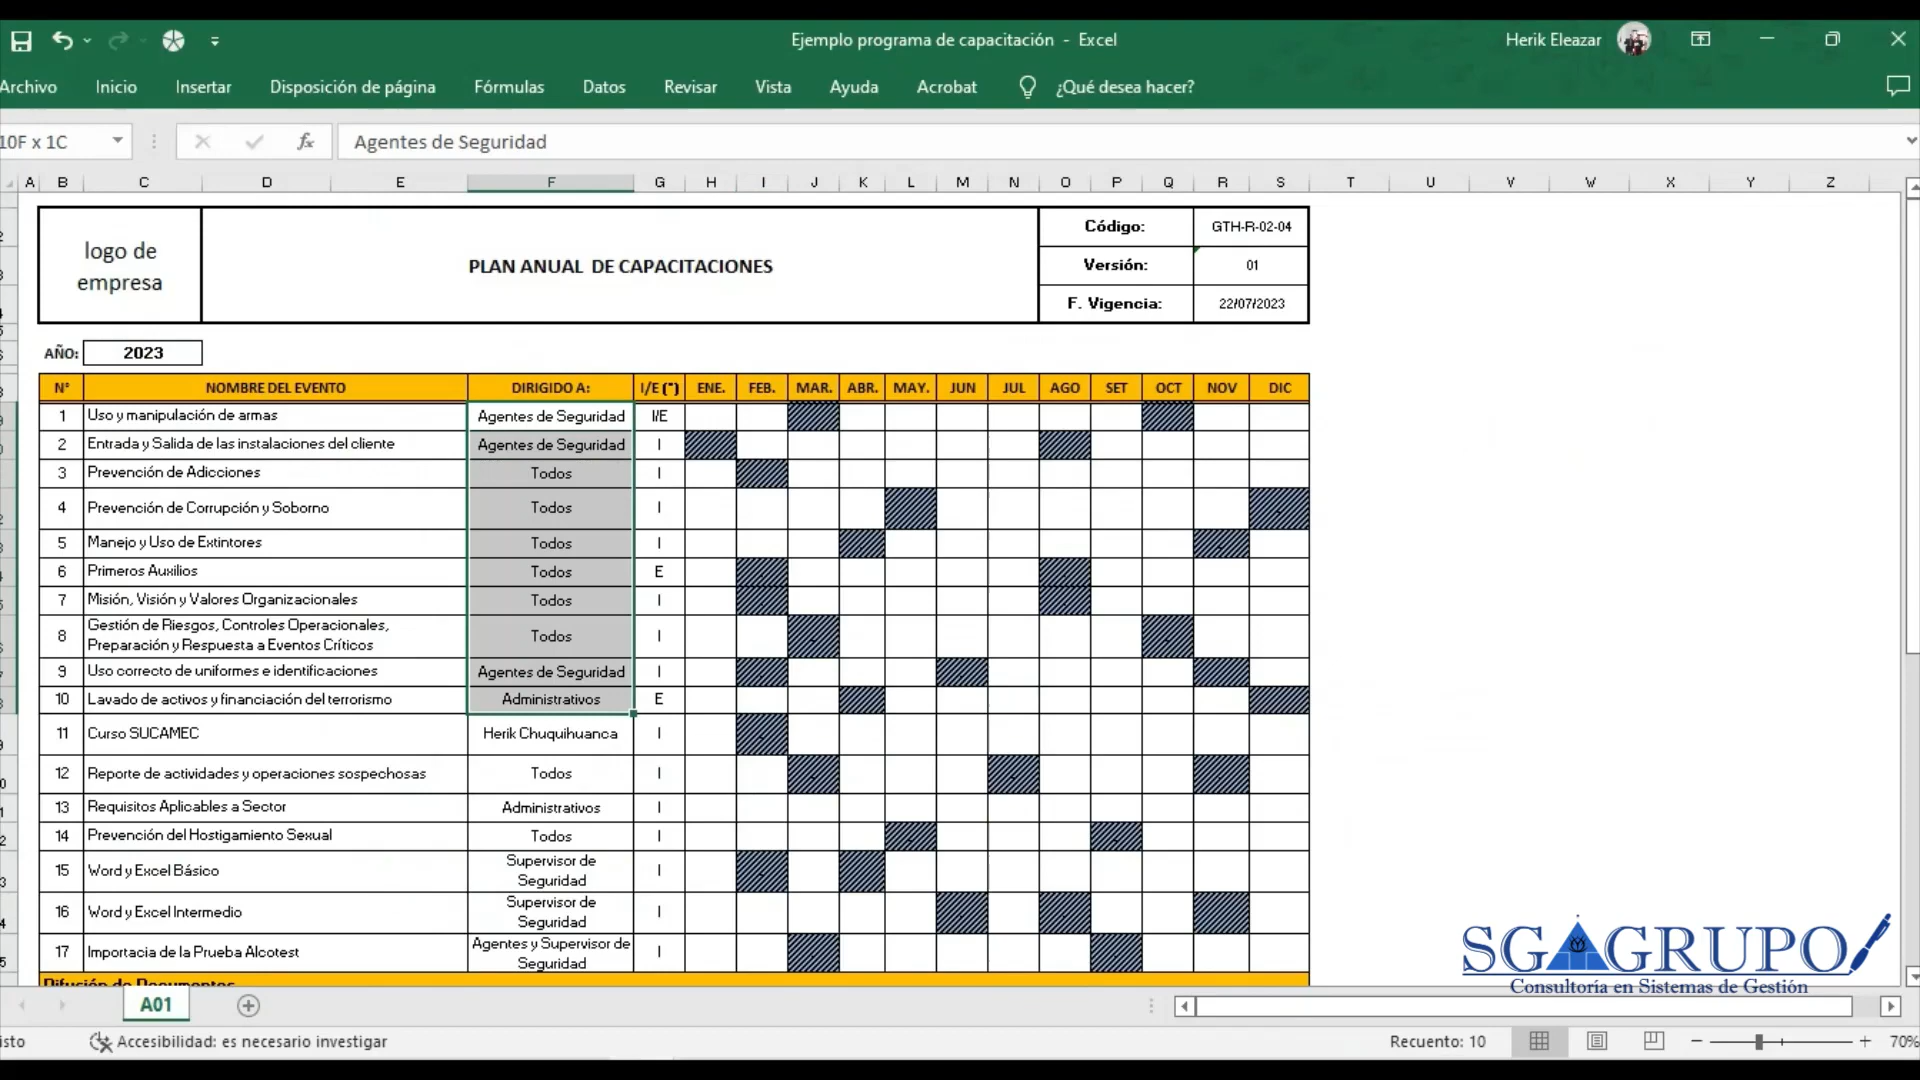 Ejemplo programa de capacitación - Excel
Herik Eleazar
Archivo Inicio Insertar Disposición de página Fórmulas Datos Revisar Vista Ayuda Acrobat ¿Qué desea hacer?
10F x 1C
fx
Agentes de Seguridad
A B C D E F G H I J K L M N O P Q R S T U V W X Y Z
logo de
empresa
PLAN ANUAL DE CAPACITACIONES
Código: GTH-R-02-04
Versión: 01
F. Vigencia: 22/07/2023
AÑO: 2023
N° NOMBRE DEL EVENTO DIRIGIDO A: I/E (*) ENE. FEB. MAR. ABR. MAY. JUN JUL AGO SET OCT NOV DIC
1 Uso y manipulación de armas Agentes de Seguridad I/E
2 Entrada y Salida de las instalaciones del cliente Agentes de Seguridad I
3 Prevención de Adicciones Todos I
4 Prevención de Corrupción y Soborno Todos I
5 Manejo y Uso de Extintores Todos I
6 Primeros Auxilios Todos E
7 Misión, Visión y Valores Organizacionales Todos I
8 Gestión de Riesgos, Controles Operacionales,
Preparación y Respuesta a Eventos Críticos Todos I
9 Uso correcto de uniformes e identificaciones Agentes de Seguridad I
10 Lavado de activos y financiación del terrorismo Administrativos E
11 Curso SUCAMEC Herik Chuquihuanca I
12 Reporte de actividades y operaciones sospechosas Todos I
13 Requisitos Aplicables a Sector Administrativos I
14 Prevención del Hostigamiento Sexual Todos I
15 Word y Excel Básico Supervisor de
Seguridad I
16 Word y Excel Intermedio Supervisor de
Seguridad I
17 Importacia de la Prueba Alcotest Agentes y Supervisor de
Seguridad I
Difusión de Documentos
SGAGRUPO
Consultoría en Sistemas de Gestión
A01
isto
Accesibilidad: es necesario investigar
Recuento: 10
70%